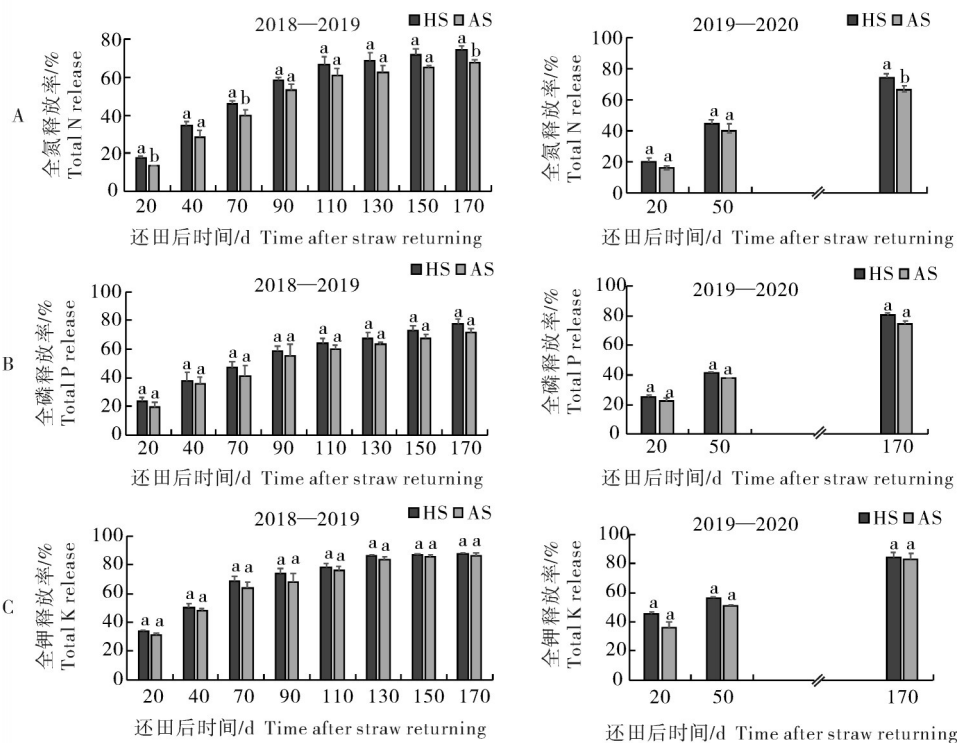 2018—2019
HS AS
全氮释放率/%
Total N release
A
80
60
40
20
0
a b
a a
a b
a a
a a
a a
a a
a b
20 40 70 90 110 130 150 170
还田后时间/d Time after straw returning
2019—2020
HS AS
全氮释放率/%
Total N release
100
80
60
40
20
0
a a
a a
a b
20 50 170
还田后时间/d Time after straw returning
2018—2019
HS AS
全磷释放率/%
Total P release
B
100
80
60
40
20
0
a a
a a
a a
a a
a a
a a
a a
a a
20 40 70 90 110 130 150 170
还田后时间/d Time after straw returning
2019—2020
HS AS
全磷释放率/%
Total P release
100
80
60
40
20
0
a a
a a
a a
20 50 170
还田后时间/d Time after straw returning
2018—2019
HS AS
全钾释放率/%
Total K release
C
100
80
60
40
20
0
a a
a a
a a
a a
a a
a a
a a
a a
20 40 70 90 110 130 150 170
还田后时间/d Time after straw returning
2019—2020
HS AS
全钾释放率/%
Total K release
100
80
60
40
20
0
a a
a a
a a
20 50 170
还田后时间/d Time after straw returning